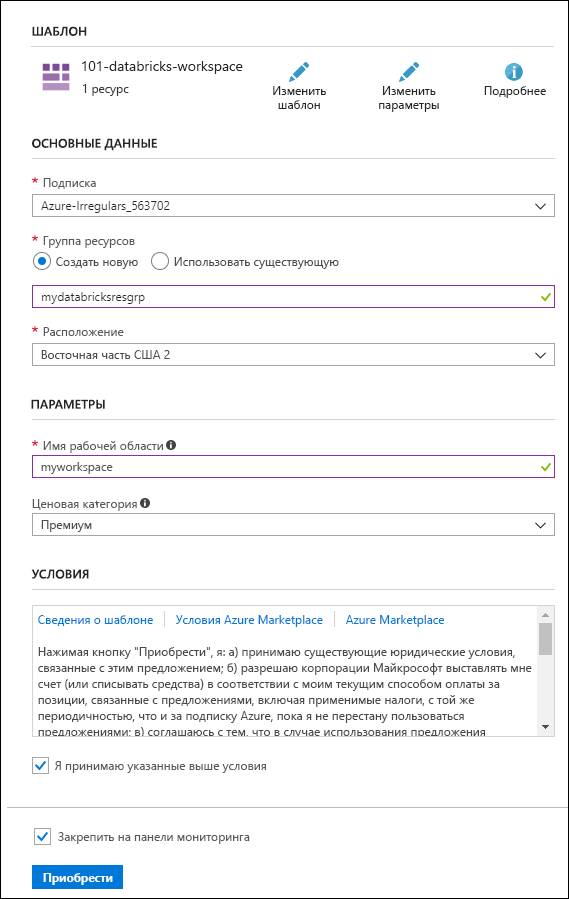 ШАБЛОН
101-databricks-workspace
1 ресурс
Изменить
шаблон
Изменить
параметры
Подробнее
ОСНОВНЫЕ ДАННЫЕ
* Подписка
Azure-Irregulars_563702
* Группа ресурсов
Создать новую Использовать существующую
mydatabricksresgrp
* Расположение
Восточная часть США 2
ПАРАМЕТРЫ
* Имя рабочей области
myworkspace
Ценовая категория
Премиум
УСЛОВИЯ
Сведения о шаблоне Условия Azure Marketplace Azure Marketplace
Нажимая кнопку "Приобрести", я: а) принимаю существующие юридические условия,
связанные с этим предложением; б) разрешаю корпорации Майкрософт выставлять мне
счет (или списывать средства) в соответствии с моим текущим способом оплаты за
позиции, связанные с предложениями, включая применимые налоги, с той же
периодичностью, что и за подписку Azure, пока я не перестану пользоваться
предложениями; в) соглашаюсь с тем, что в случае использования предложения
Я принимаю указанные выше условия
Закрепить на панели мониторинга
Приобрести